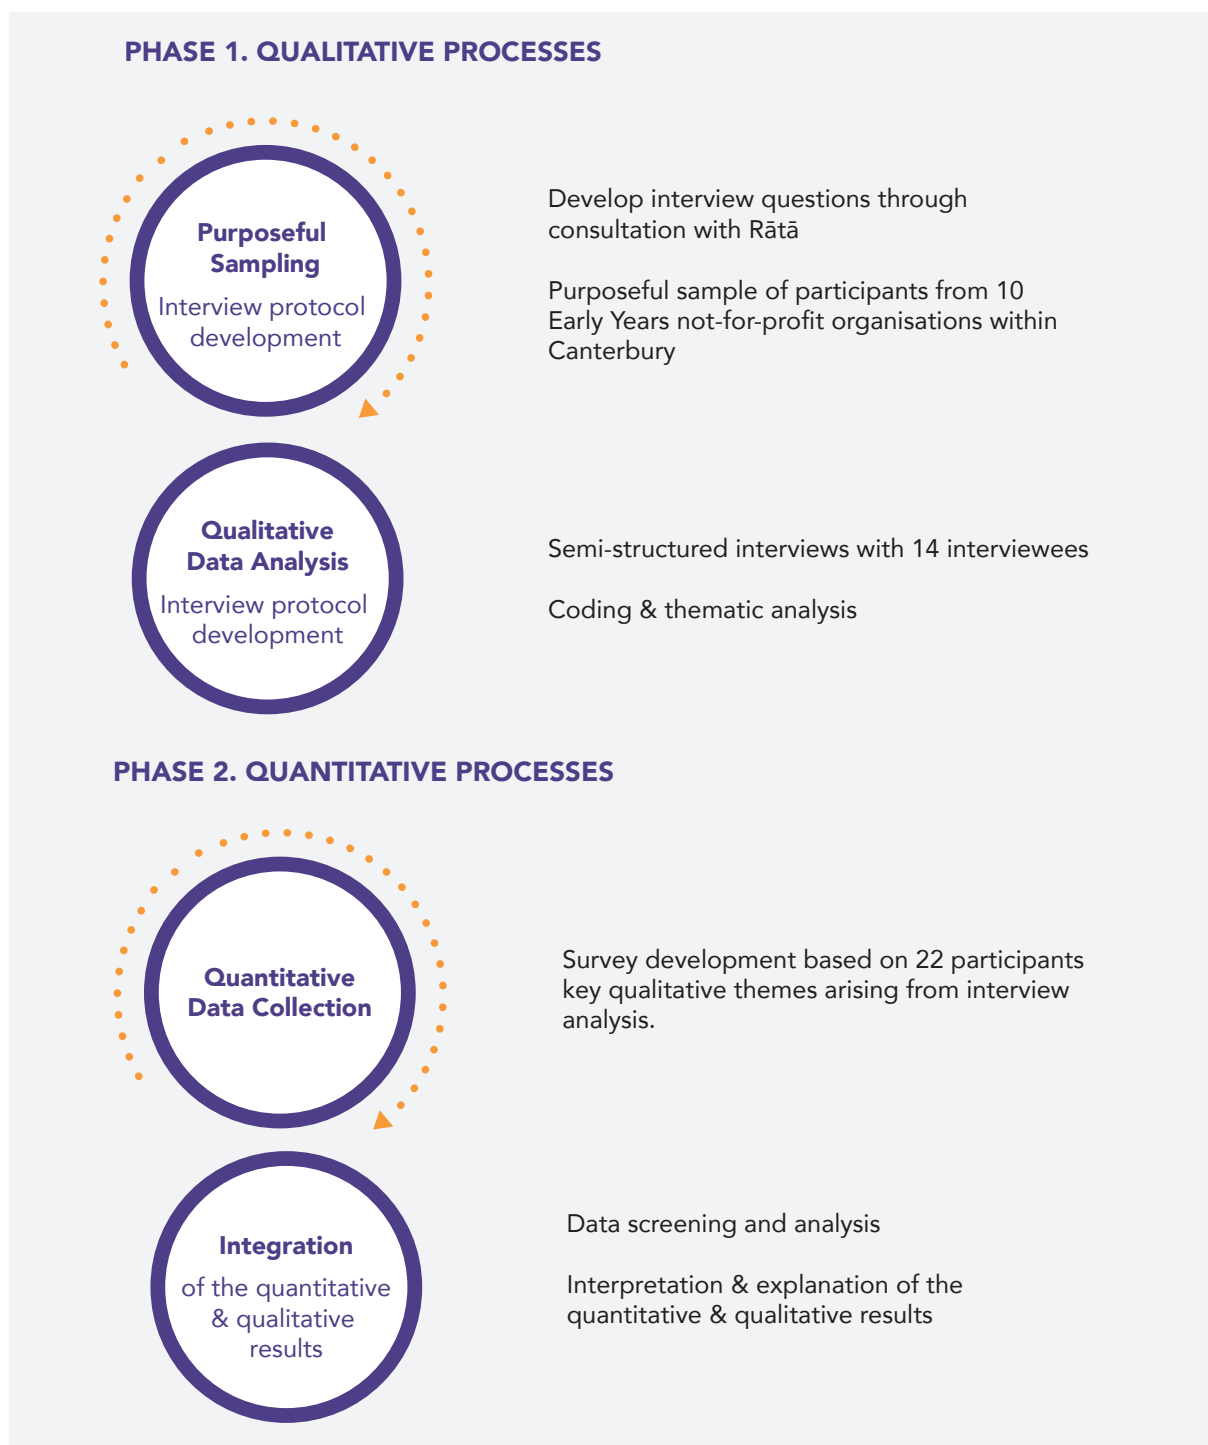 PHASE 1. QUALITATIVE PROCESSES
Purposeful
Sampling
Interview protocol
development
Develop interview questions through
consultation with Rātā
Purposeful sample of participants from 10
Early Years not-for-profit organisations within
Canterbury
Qualitative
Data Analysis
Interview protocol
development
Semi-structured interviews with 14 interviewees
Coding & thematic analysis
PHASE 2. QUANTITATIVE PROCESSES
Quantitative
Data Collection
Survey development based on 22 participants
key qualitative themes arising from interview
analysis.
Integration
of the quantitative
& qualitative
results
Data screening and analysis
Interpretation & explanation of the
quantitative & qualitative results